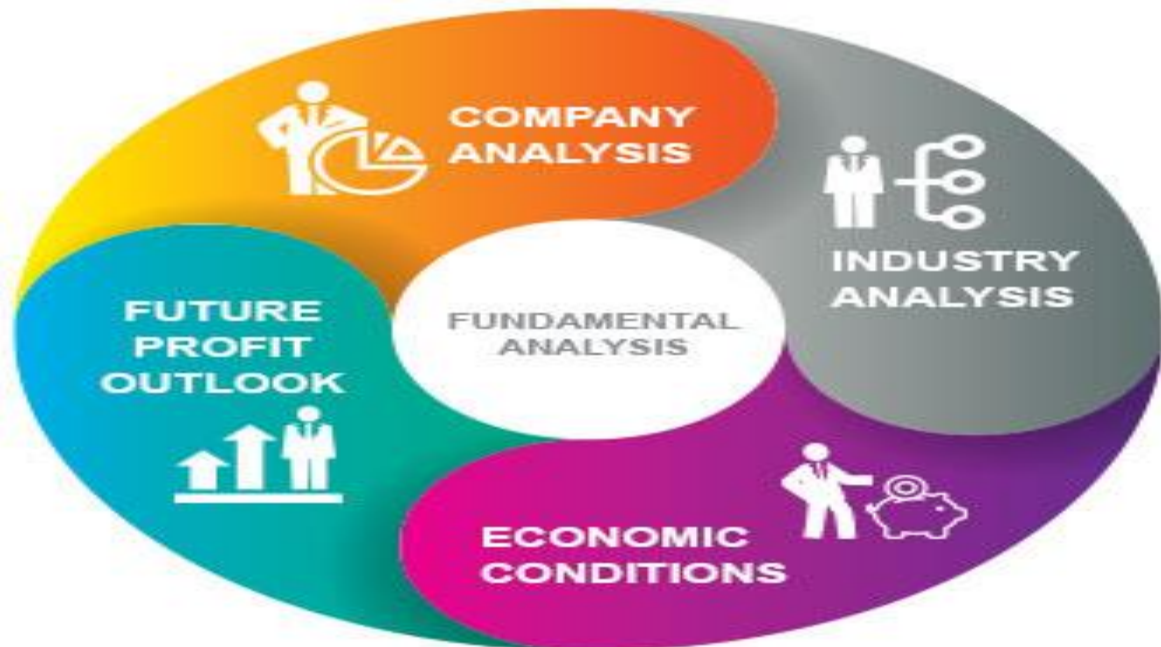 COMPANY
ANALYSIS
INDUSTRY
ANALYSIS
FUTURE
PROFIT
OUTLOOK
FUNDAMENTAL
ANALYSIS
ECONOMIC
CONDITIONS